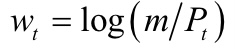 w_t = log(m/P_t)